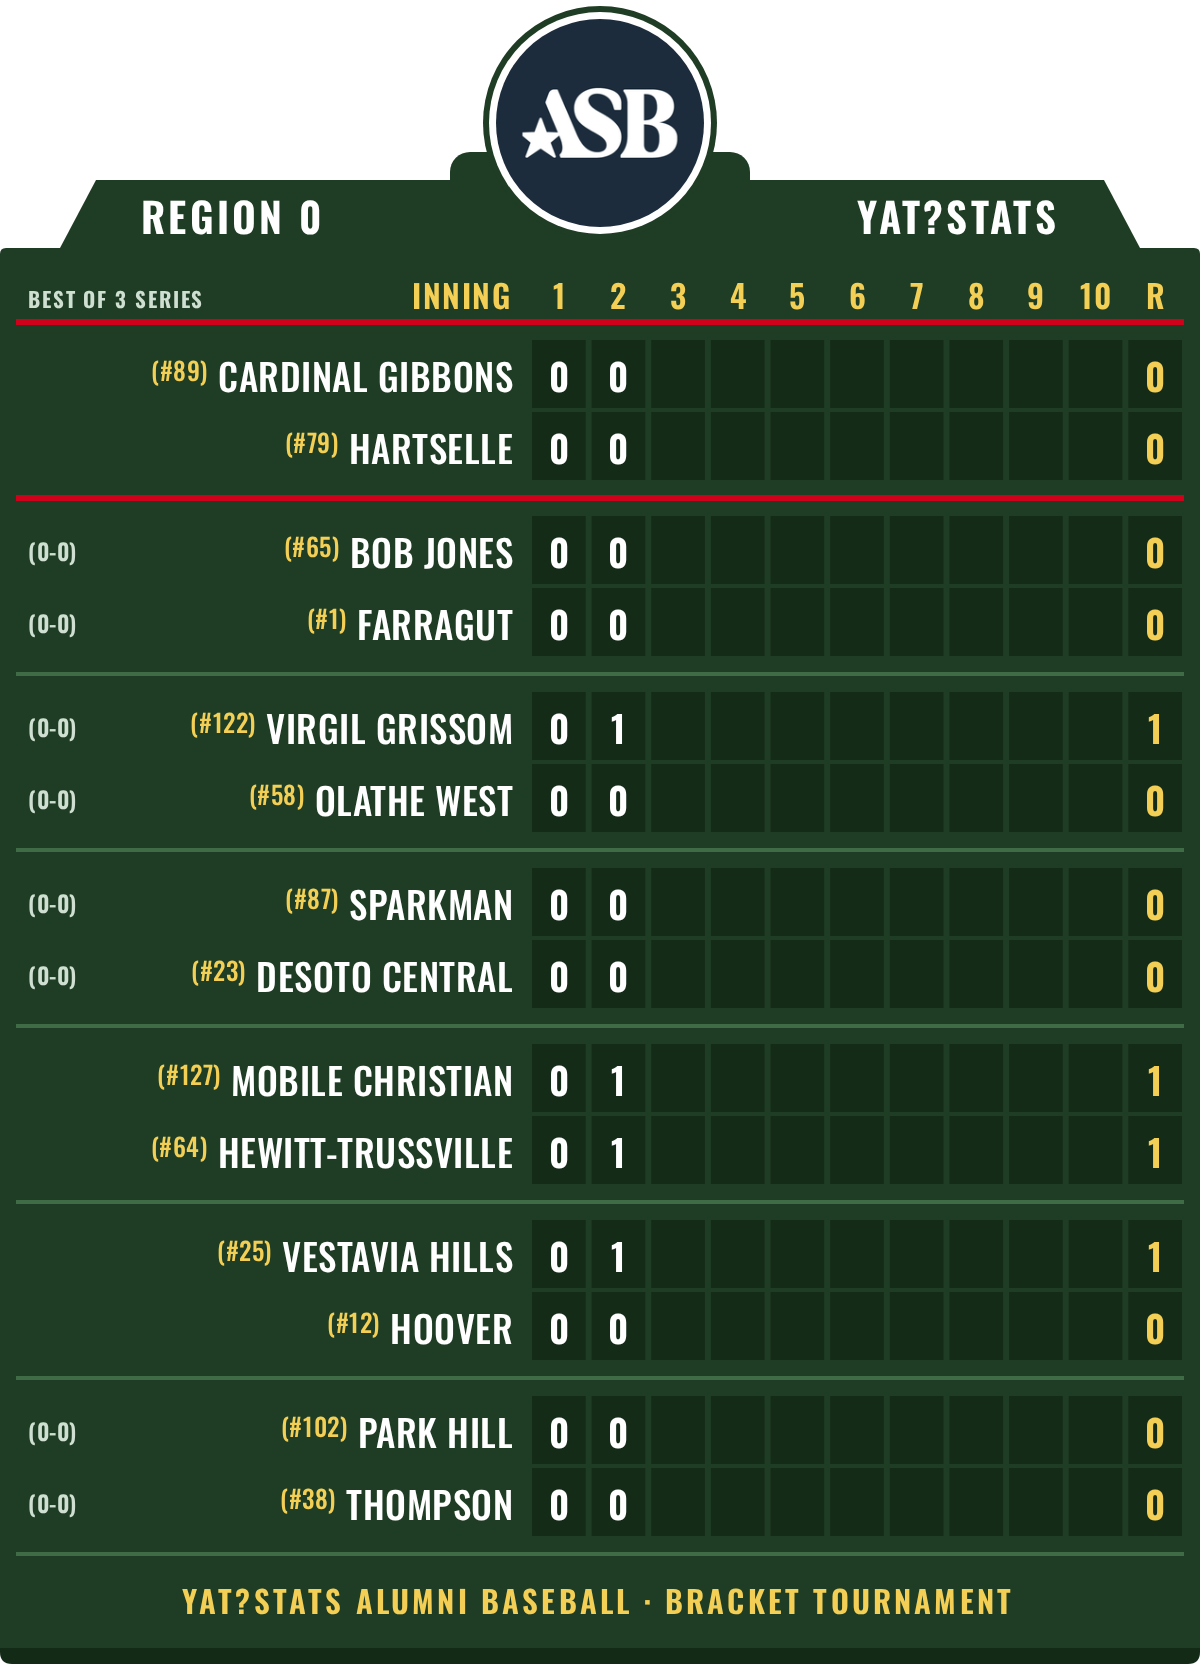 ASB
REGION 0 YAT?STATS
BEST OF 3 SERIES INNING 1 2 3 4 5 6 7 8 9 10 R
(#89) CARDINAL GIBBONS 0 0 0
(#79) HARTSELLE 0 0 0
(0-0) (#65) BOB JONES 0 0 0
(0-0) (#1) FARRAGUT 0 0 0
(0-0) (#122) VIRGIL GRISSOM 0 1 1
(0-0) (#58) OLATHE WEST 0 0 0
(0-0) (#87) SPARKMAN 0 0 0
(0-0) (#23) DESOTO CENTRAL 0 0 0
(#127) MOBILE CHRISTIAN 0 1 1
(#64) HEWITT-TRUSSVILLE 0 1 1
(#25) VESTAVIA HILLS 0 1 1
(#12) HOOVER 0 0 0
(0-0) (#102) PARK HILL 0 0 0
(0-0) (#38) THOMPSON 0 0 0
YAT?STATS ALUMNI BASEBALL · BRACKET TOURNAMENT